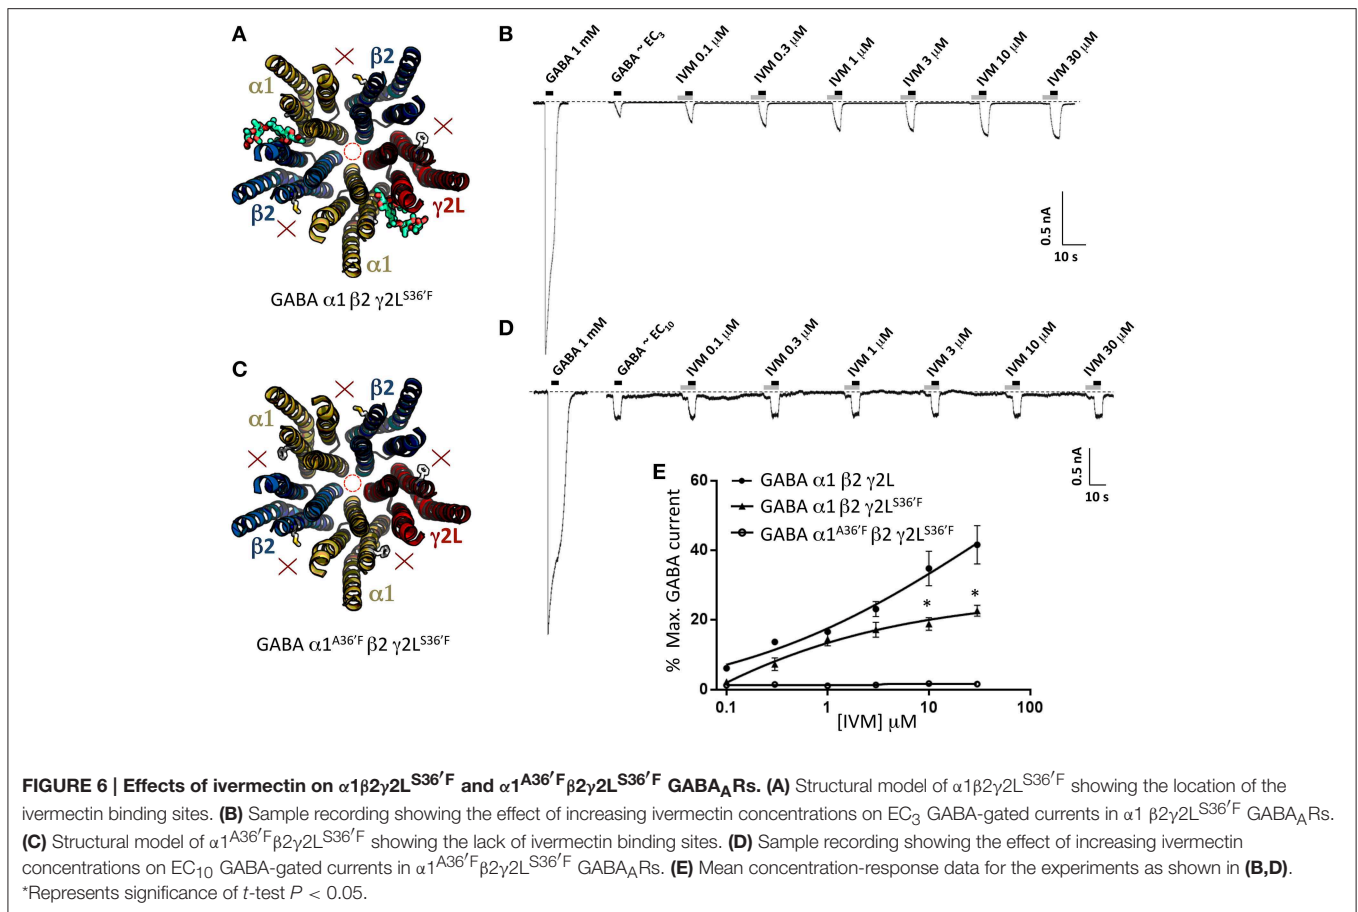 A
α1
β2
β2
γ2L
α1
GABA α1 β2 γ2L^S36′F
B
GABA 1 mM
GABA ~ EC₃
IVM 0.1 μM
IVM 0.3 μM
IVM 1 μM
IVM 3 μM
IVM 10 μM
IVM 30 μM
0.5 nA
10 s
C
α1
β2
β2
γ2L
α1
GABA α1^A36′F β2 γ2L^S36′F
D
GABA 1 mM
GABA ~ EC₁₀
IVM 0.1 μM
IVM 0.3 μM
IVM 1 μM
IVM 3 μM
IVM 10 μM
IVM 30 μM
0.5 nA
10 s
E
GABA α1 β2 γ2L
GABA α1 β2 γ2L^S36′F
GABA α1^A36′F β2 γ2L^S36′F
% Max. GABA current
60
40
20
0
*
*
0.1
1
10
100
[IVM] μM
FIGURE 6 | Effects of ivermectin on α1β2γ2L^S36′F and α1^A36′Fβ2γ2L^S36′F GABA_ARs. (A) Structural model of α1β2γ2L^S36′F showing the location of the
ivermectin binding sites. (B) Sample recording showing the effect of increasing ivermectin concentrations on EC₃ GABA-gated currents in α1 β2γ2L^S36′F GABA_ARs.
(C) Structural model of α1^A36′Fβ2γ2L^S36′F showing the lack of ivermectin binding sites. (D) Sample recording showing the effect of increasing ivermectin
concentrations on EC₁₀ GABA-gated currents in α1^A36′Fβ2γ2L^S36′F GABA_ARs. (E) Mean concentration-response data for the experiments as shown in (B,D).
*Represents significance of t-test P < 0.05.